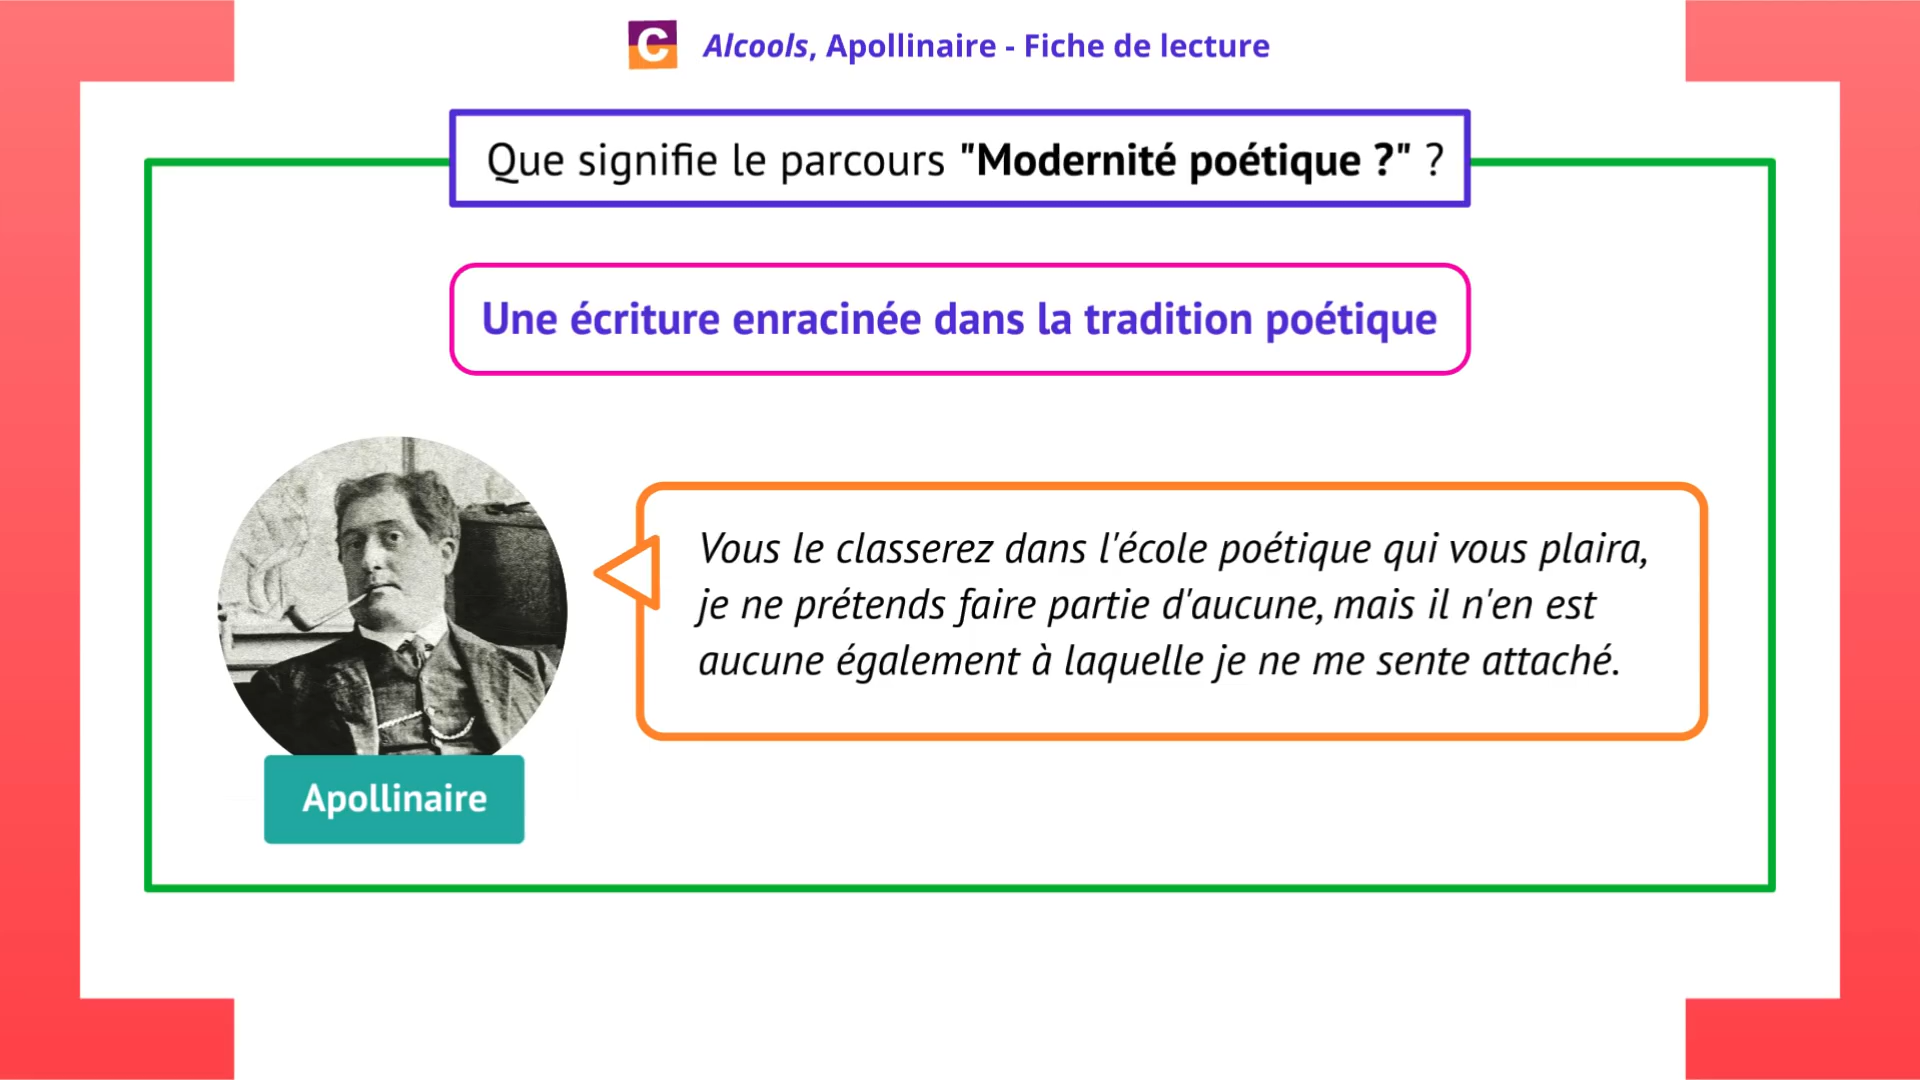 C
Alcools, Apollinaire - Fiche de lecture
Que signifie le parcours "Modernité poétique ?" ?
Une écriture enracinée dans la tradition poétique
Vous le classerez dans l'école poétique qui vous plaira,
je ne prétends faire partie d'aucune, mais il n'en est
aucune également à laquelle je ne me sente attaché.
Apollinaire